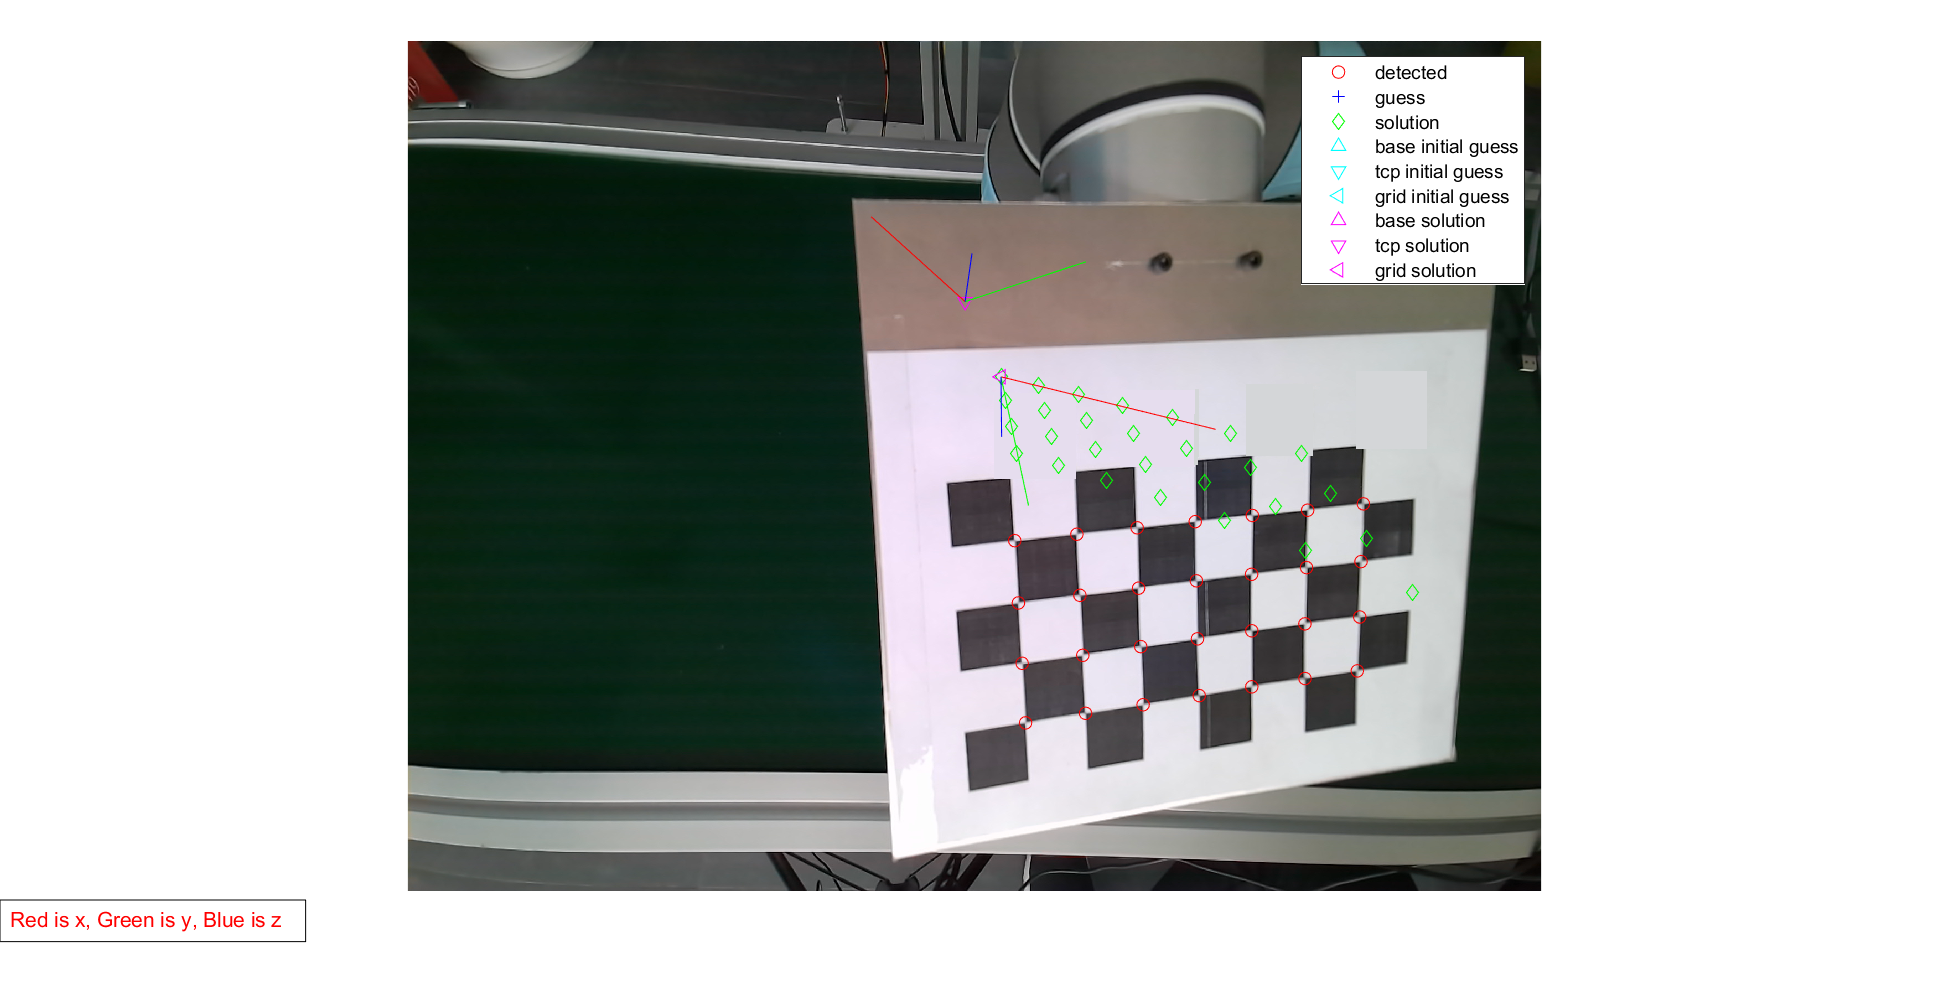 detected
guess
solution
base initial guess
tcp initial guess
grid initial guess
base solution
tcp solution
grid solution
Red is x, Green is y, Blue is z